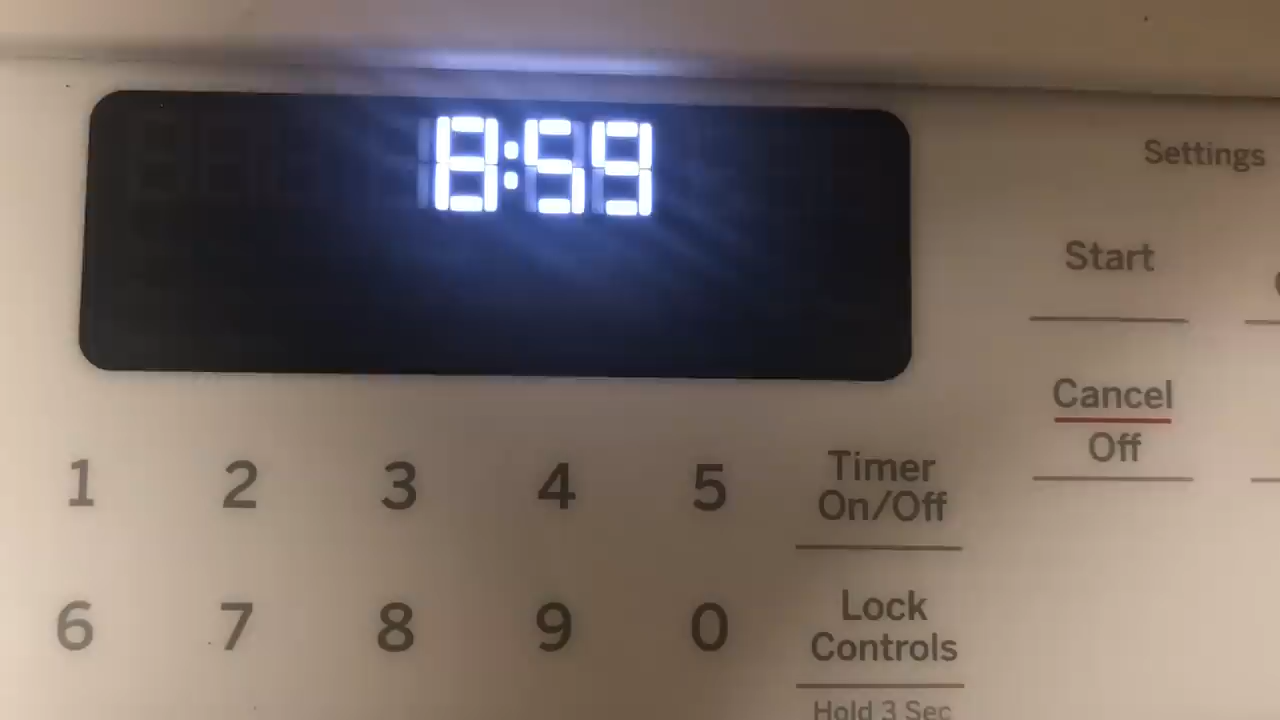 8:59
Settings
Start
Cancel
Off
1 2 3 4 5
Timer
On/Off
6 7 8 9 0
Lock
Controls
Hold 3 Sec